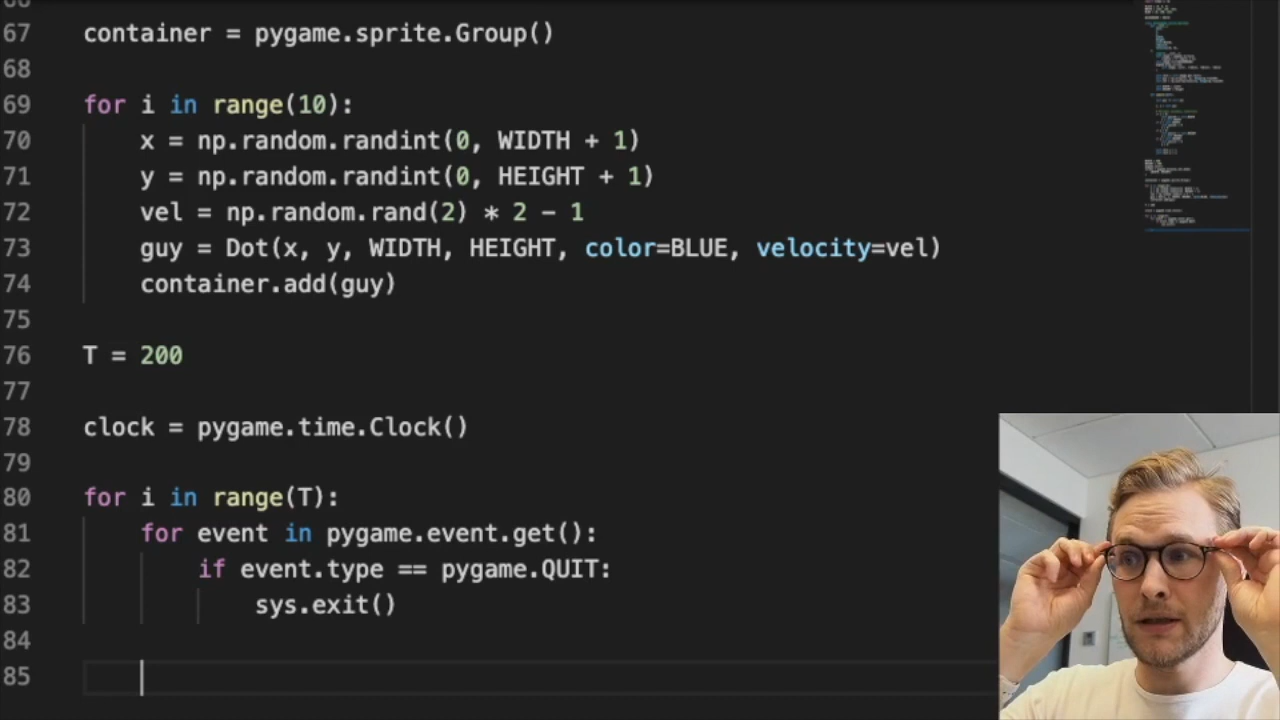 67 container = pygame.sprite.Group()
68
69 for i in range(10):
70 x = np.random.randint(0, WIDTH + 1)
71 y = np.random.randint(0, HEIGHT + 1)
72 vel = np.random.rand(2) * 2 - 1
73 guy = Dot(x, y, WIDTH, HEIGHT, color=BLUE, velocity=vel)
74 container.add(guy)
75
76 T = 200
77
78 clock = pygame.time.Clock()
79
80 for i in range(T):
81 for event in pygame.event.get():
82 if event.type == pygame.QUIT:
83 sys.exit()
84
85